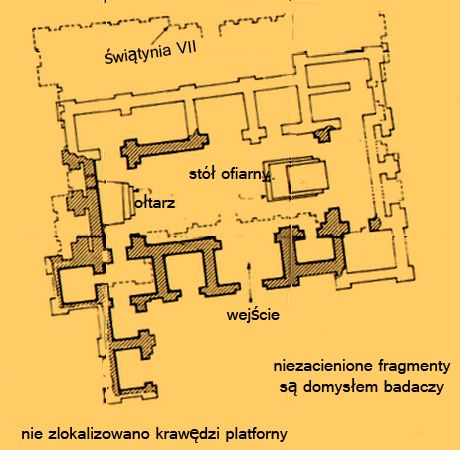 świątynia VII
stół ofiarny
ołtarz
wejście
niezacienione fragmenty
są domysłem badaczy
nie zlokalizowano krawędzi platforny